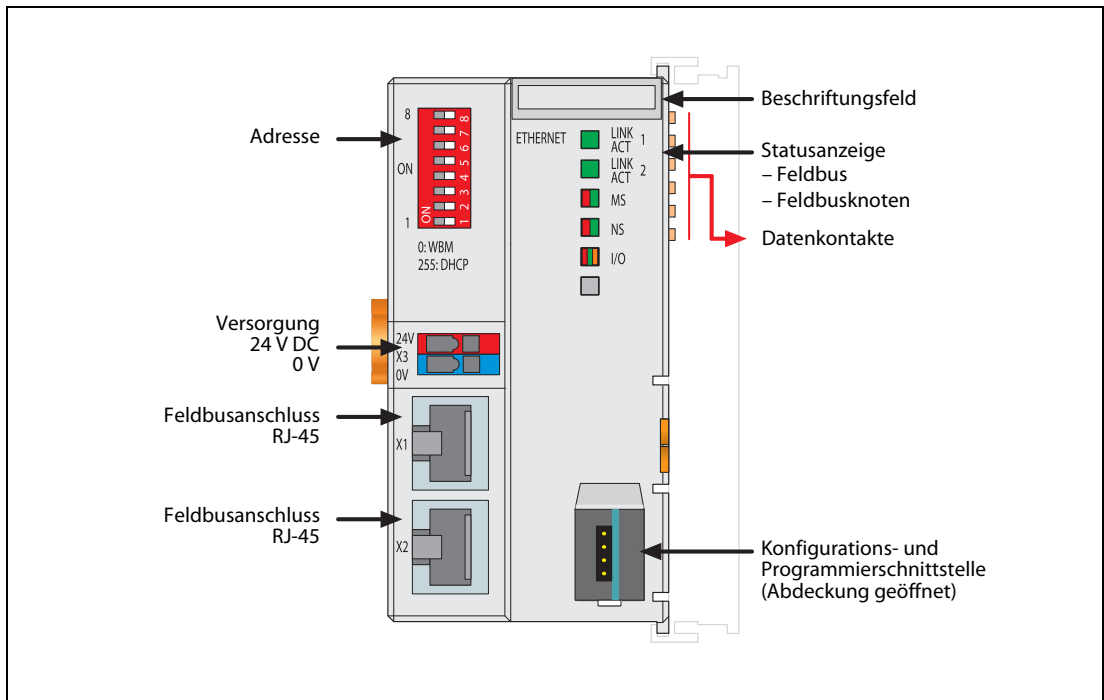 Adresse
8
ON
1
8
7
6
5
4
3
2
1
ON
0: WBM
255: DHCP
ETHERNET
LINK
ACT
1
LINK
ACT
2
MS
NS
I/O
Beschriftungsfeld
Statusanzeige
– Feldbus
– Feldbusknoten
Datenkontakte
Versorgung
24 V DC
0 V
24V
X3
0V
Feldbusanschluss
RJ-45
X1
Feldbusanschluss
RJ-45
X2
Konfigurations- und
Programmierschnittstelle
(Abdeckung geöffnet)